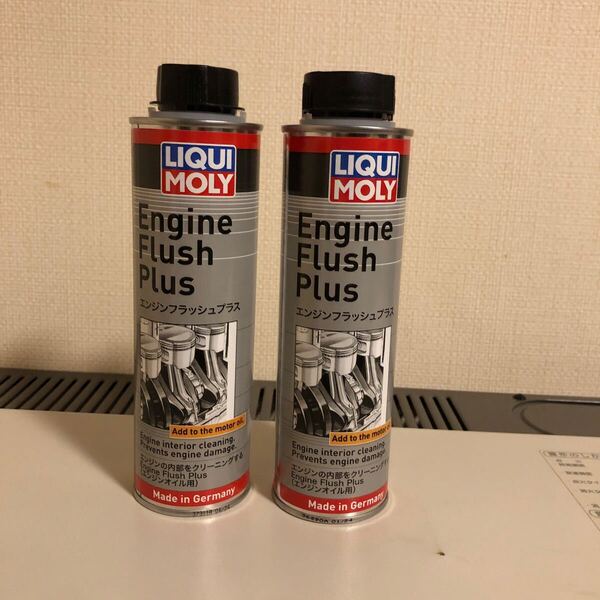 LIQUI
MOLY
Engine
Flush
Plus
エンジンフラッシュプラス
Add to the motor oil.
Engine interior cleaning.
Prevents engine damage.
エンジンの内部をクリーニングする
Engine Flush Plus
(エンジンオイル用)
Made in Germany
LIQUI
MOLY
Engine
Flush
Plus
エンジンフラッシュプラス
Add to the motor oil
Engine interior cleaning.
Prevents engine damage.
エンジンの内部をクリーニングする
Engine Flush Plus
(エンジンオイル用)
Made in Germany